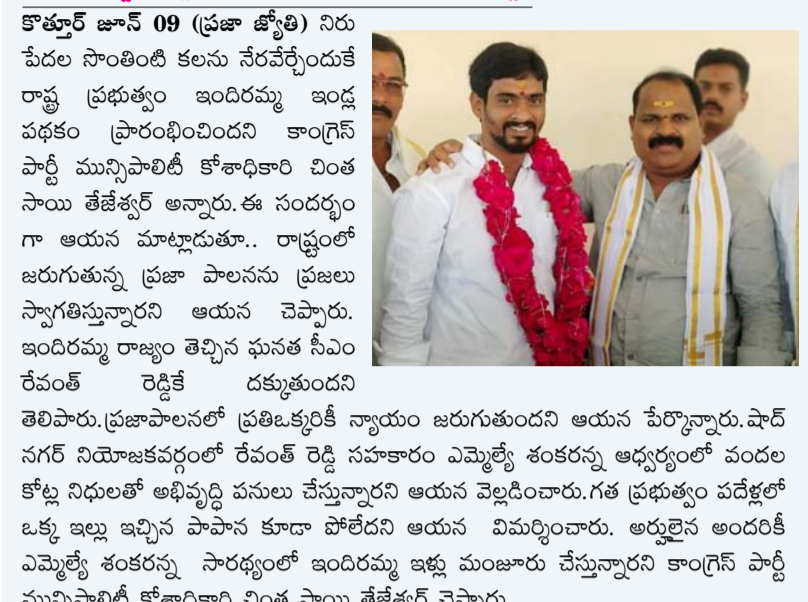 కొత్తూర్ జూన్ 09 (ప్రజా జ్యోతి) నిరు
పేదల సొంతింటి కలను నేరవేర్చేందుకే
రాష్ట్ర ప్రభుత్వం ఇందిరమ్మ ఇండ్ల
పథకం ప్రారంభించిందని కాంగ్రెస్
పార్టీ మున్సిపాలిటీ కోశాధికారి చింత
సాయి తేజేశ్వర్ అన్నారు.ఈ సందర్భం
గా ఆయన మాట్లాడుతూ.. రాష్ట్రంలో
జరుగుతున్న ప్రజా పాలనను ప్రజలు
స్వాగతిస్తున్నారని ఆయన చెప్పారు.
ఇందిరమ్మ రాజ్యం తెచ్చిన ఘనత సీఎం
రేవంత్ రెడ్డికే దక్కుతుందని
తెలిపారు.ప్రజాపాలనలో ప్రతిఒక్కరికీ న్యాయం జరుగుతుందని ఆయన పేర్కొన్నారు.షాద్
నగర్ నియోజకవర్గంలో రేవంత్ రెడ్డి సహకారం ఎమ్మెల్యే శంకరన్న ఆధ్వర్యంలో వందల
కోట్ల నిధులతో అభివృద్ధి పనులు చేస్తున్నారని ఆయన వెల్లడించారు.గత ప్రభుత్వం పదేళ్లలో
ఒక్క ఇల్లు ఇచ్చిన పాపాన కూడా పోలేదని ఆయన విమర్శించారు. అర్హులైన అందరికీ
ఎమ్మెల్యే శంకరన్న సారథ్యంలో ఇందిరమ్మ ఇళ్లు మంజూరు చేస్తున్నారని కాంగ్రెస్ పార్టీ
మున్సిపాలిటీ కోశాధికారి చింత సాయి తేజేశ్వర్ చెప్పారు.